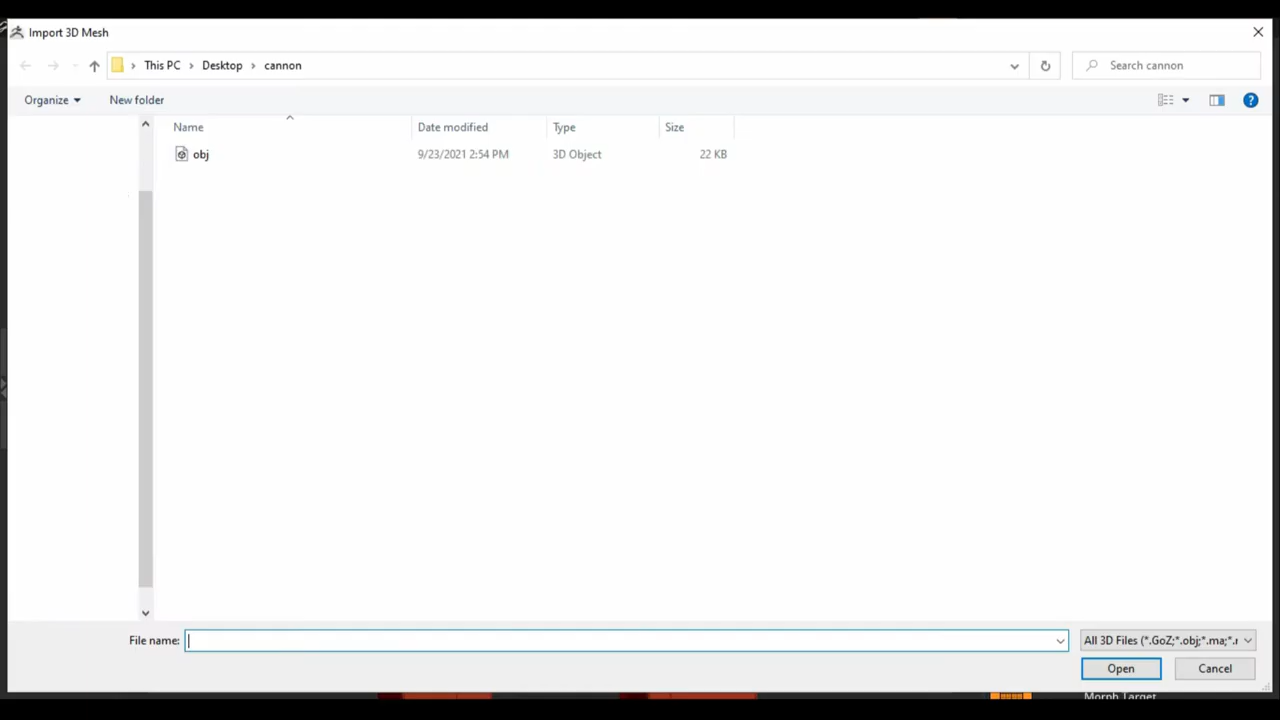 Import 3D Mesh
This PC Desktop cannon
Search cannon
Organize New folder
Name Date modified Type Size
obj 9/23/2021 2:54 PM 3D Object 22 KB
File name: All 3D Files (*.GoZ;*.obj;*.ma;*.r
Open Cancel
Morph Target